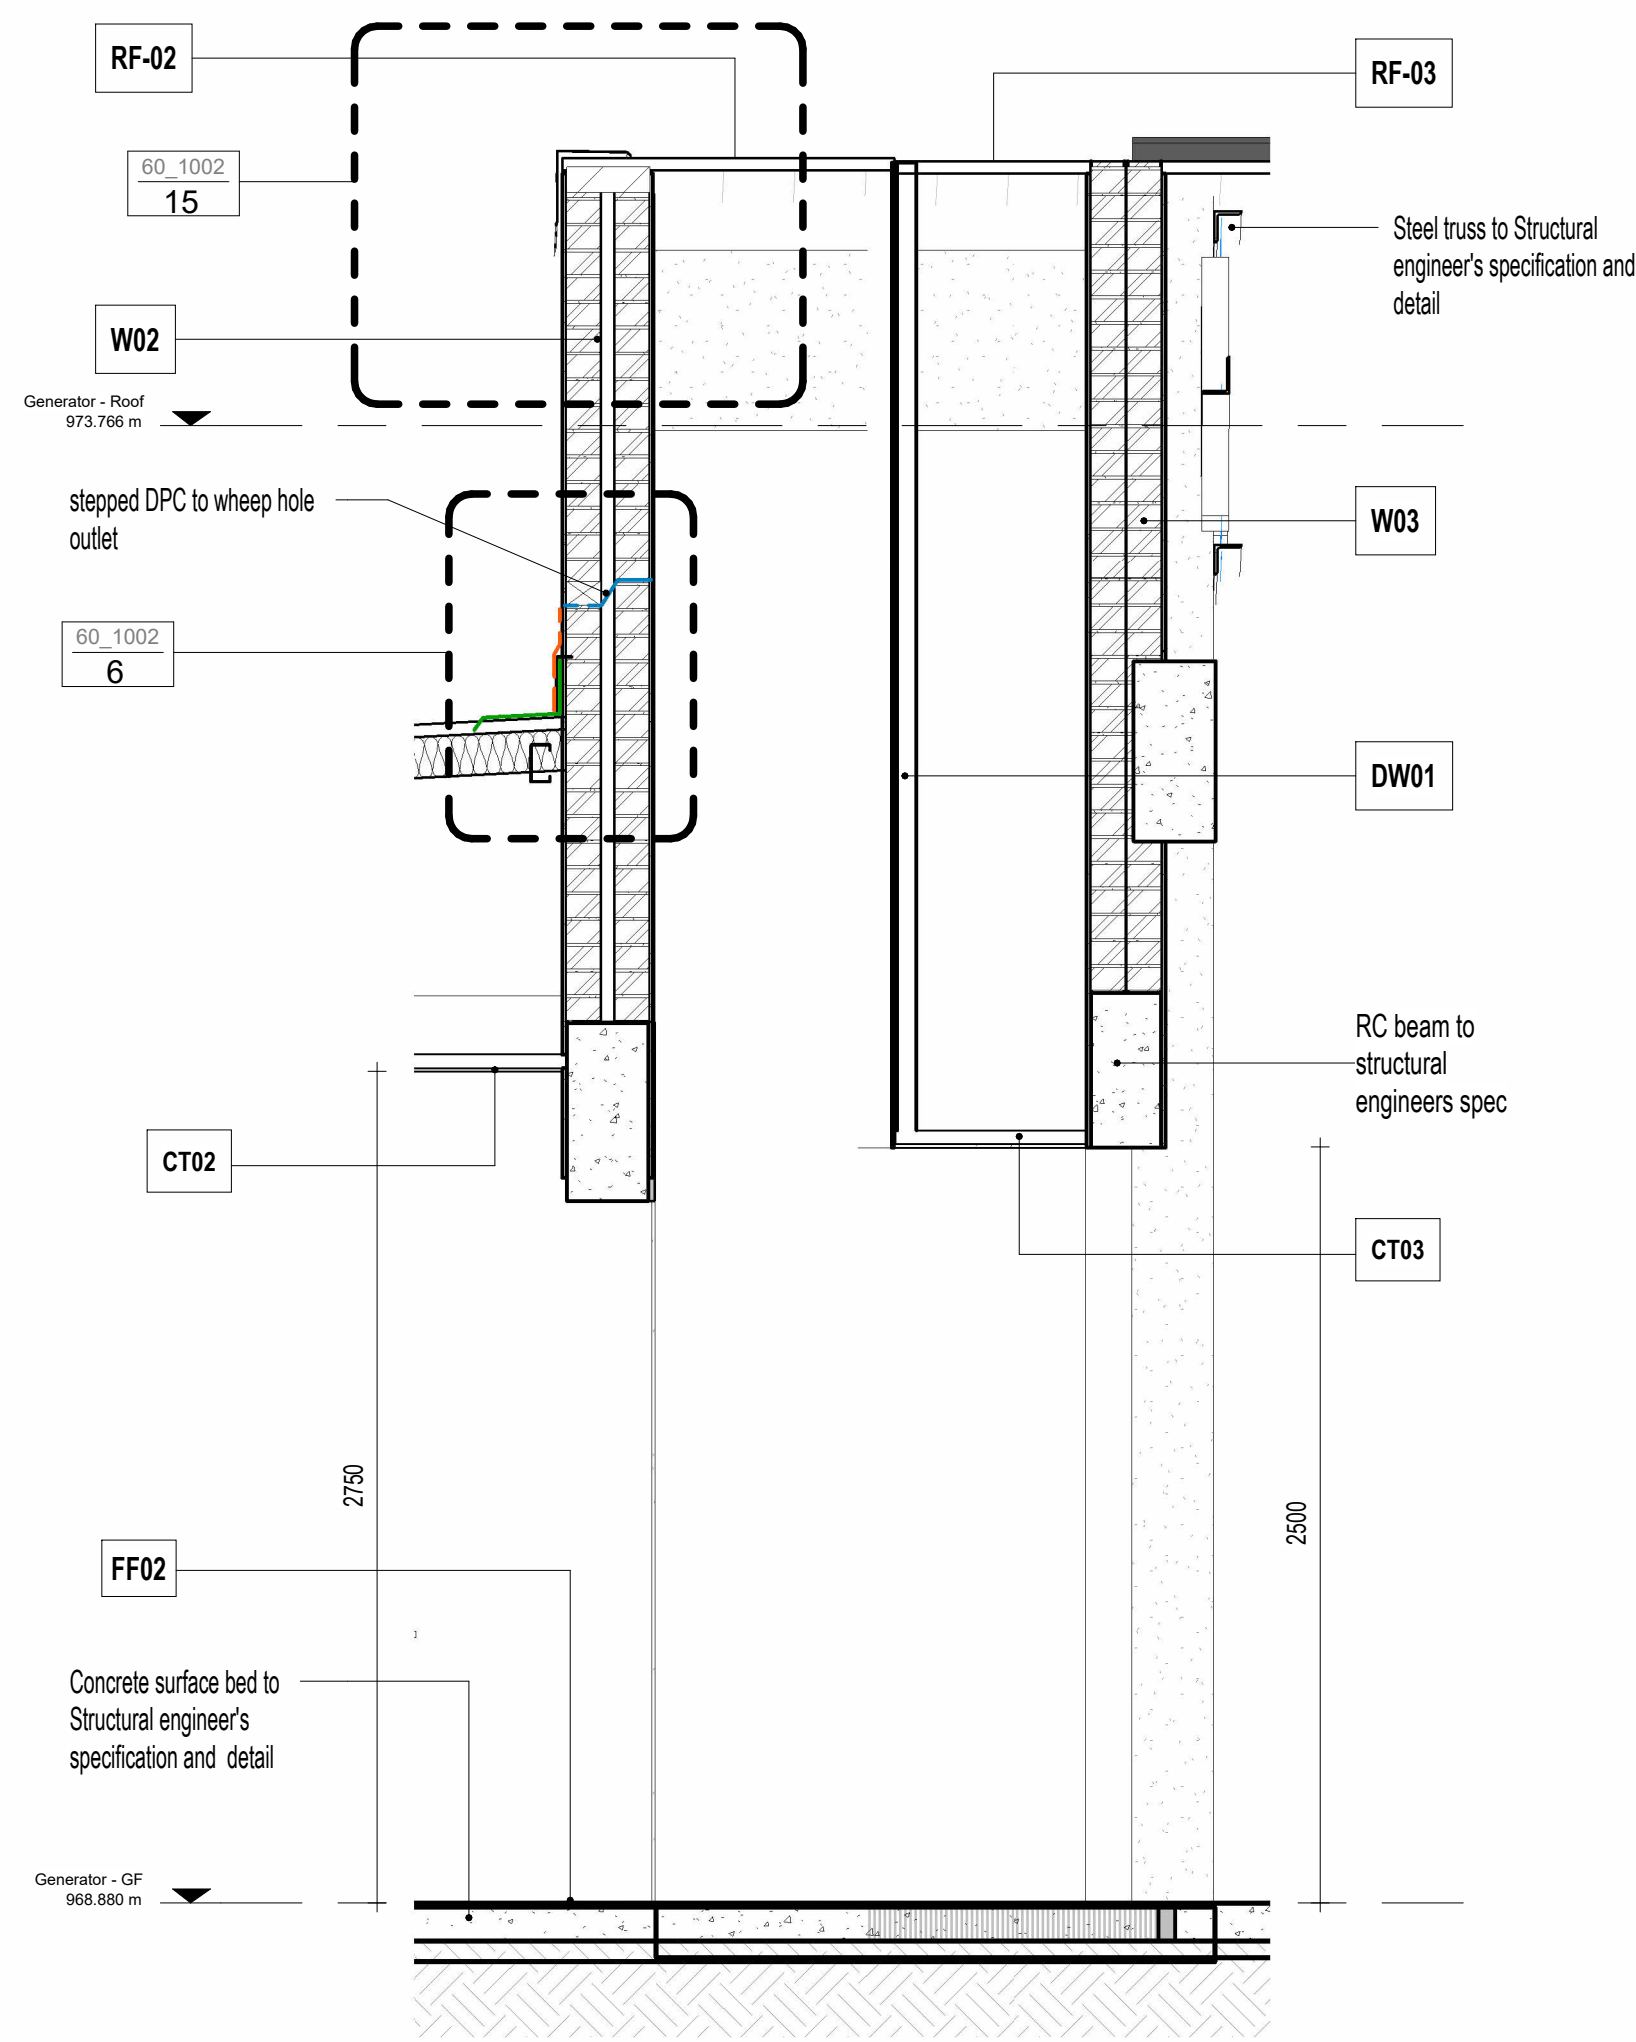 RF-02
RF-03
60_1002
15
Steel truss to Structural
engineer's specification and
detail
W02
Generator - Roof
973.766 m
stepped DPC to wheep hole
outlet
W03
60_1002
6
DW01
RC beam to
structural
engineers spec
CT02
CT03
2750
2500
FF02
Concrete surface bed to
Structural engineer's
specification and detail
Generator - GF
968.880 m